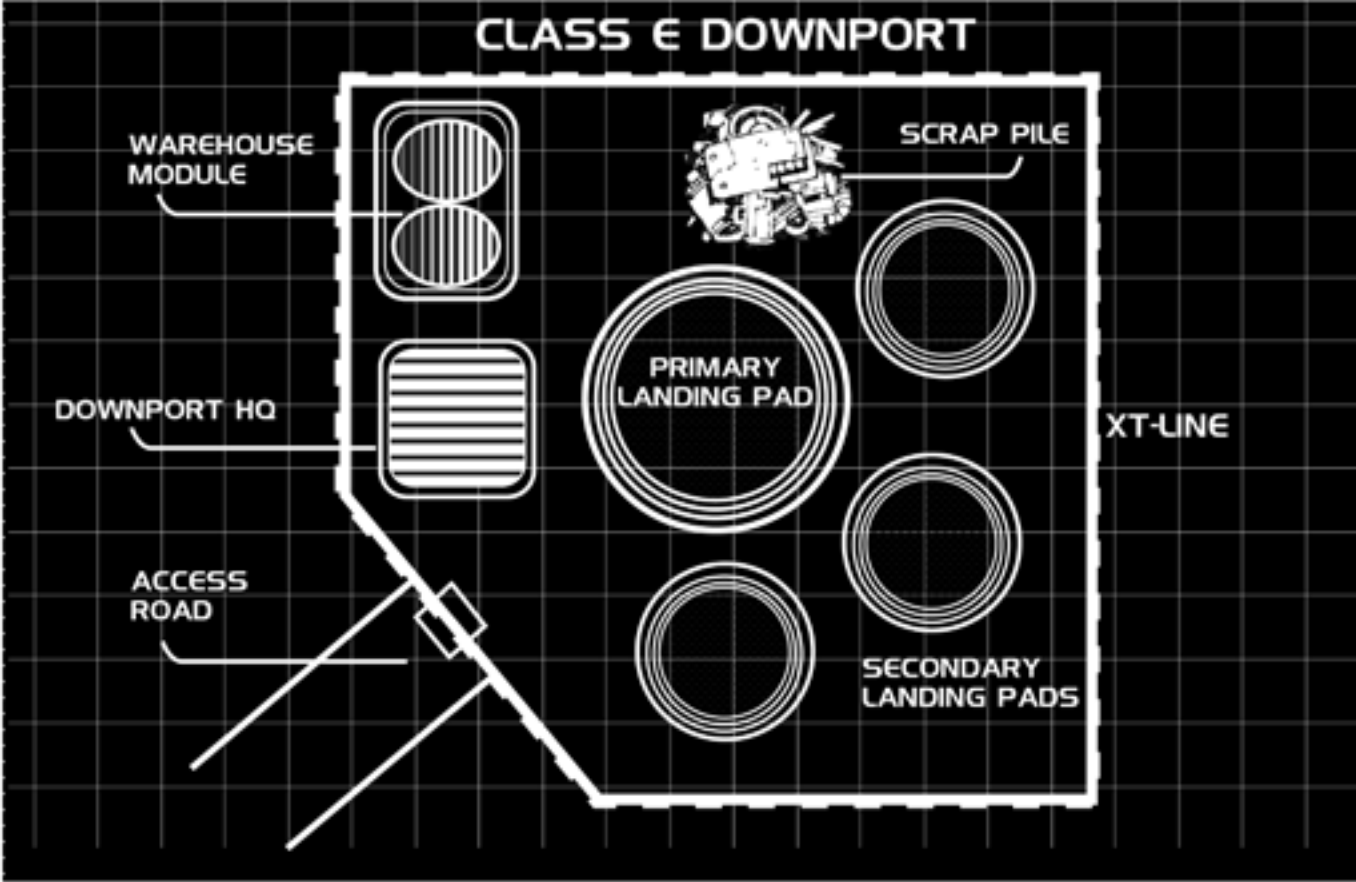 CLASS E DOWNPORT
WAREHOUSE
MODULE
SCRAP PILE
PRIMARY
LANDING PAD
DOWNPORT HQ
XT-LINE
ACCESS
ROAD
SECONDARY
LANDING PADS